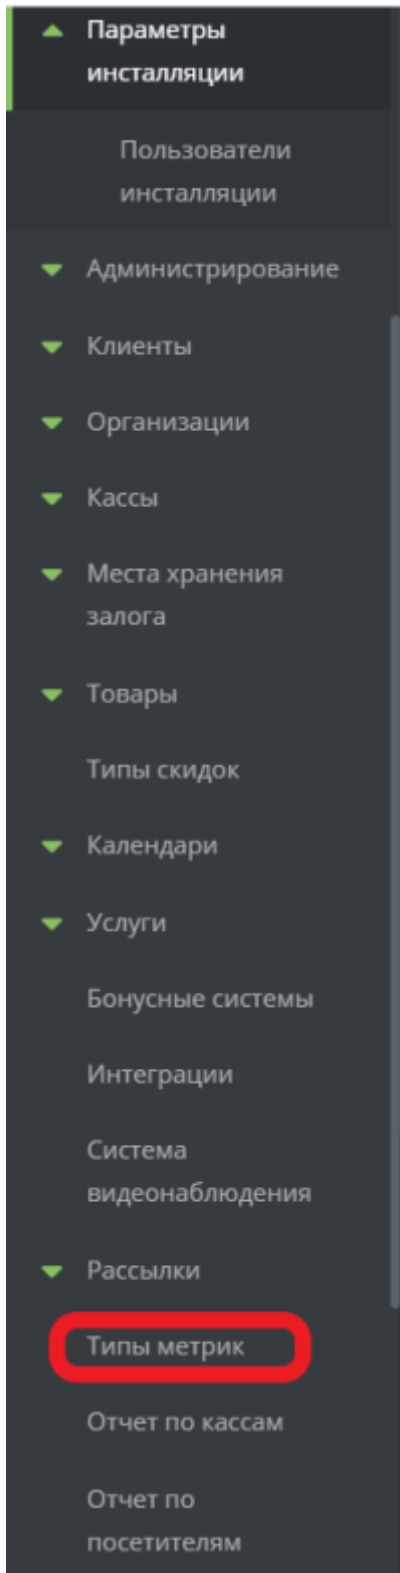 Параметры
инсталляции
Пользователи
инсталляции
Администрирование
Клиенты
Организации
Кассы
Места хранения
залога
Товары
Типы скидок
Календари
Услуги
Бонусные системы
Интеграции
Система
видеонаблюдения
Рассылки
Типы метрик
Отчет по кассам
Отчет по
посетителям